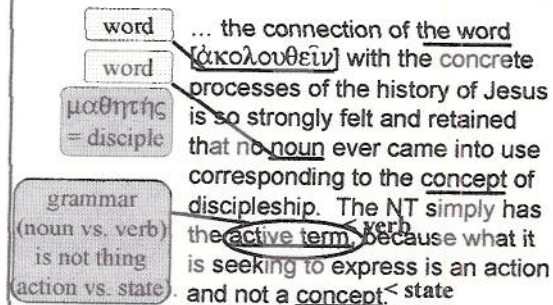 word
word
μαθητής
= disciple
grammar
(noun vs. verb)
is not thing
(action vs. state)
... the connection of the word
[ἀκολουθεῖν] with the concrete
processes of the history of Jesus
is so strongly felt and retained
that no noun ever came into use
corresponding to the concept of
discipleship. The NT simply has
the active term, because what it
verb
is seeking to express is an action
and not a concept.
< state